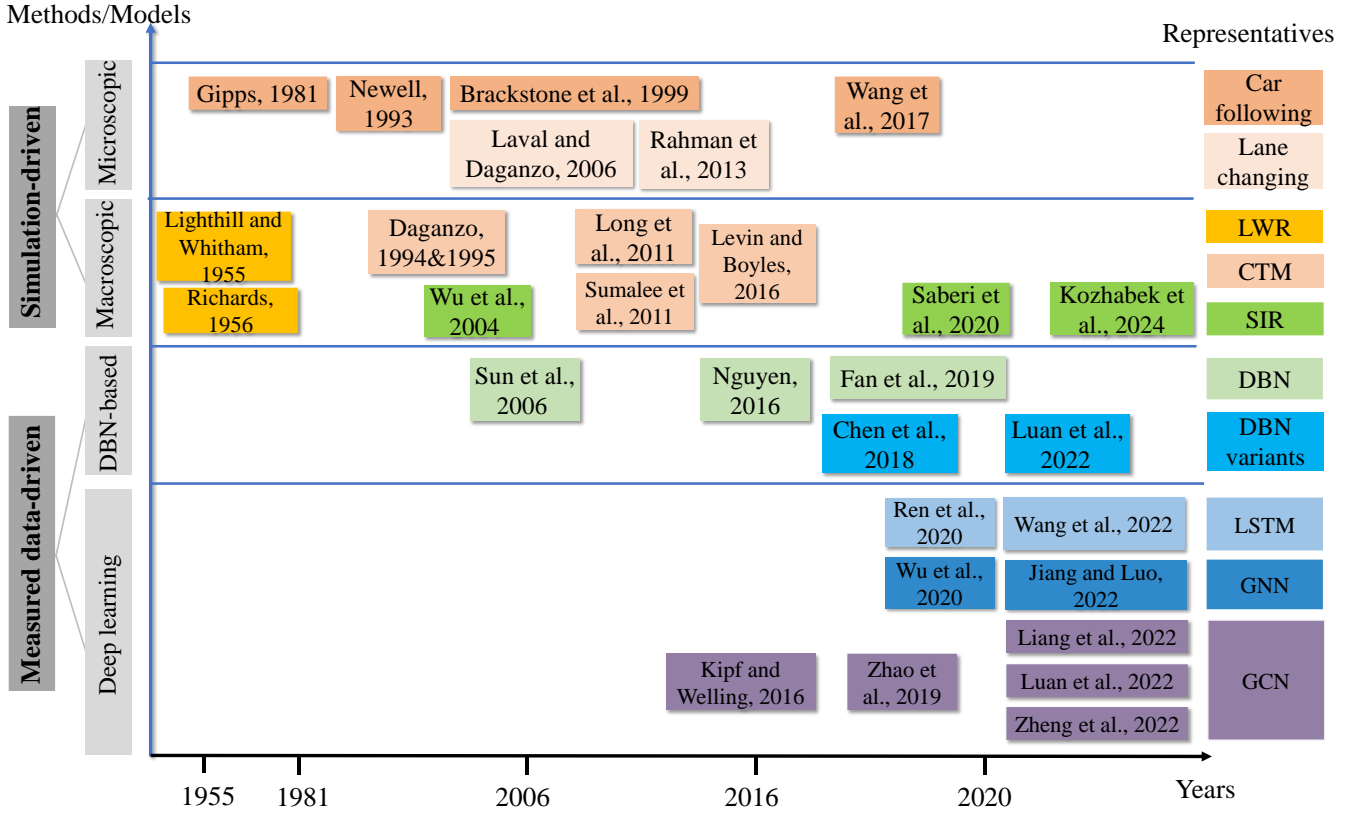 Methods/Models
Representatives
Simulation-driven
Microscopic
Gipps, 1981
Newell,
1993
Brackstone et al., 1999
Wang et
al., 2017
Car
following
Laval and
Daganzo, 2006
Rahman et
al., 2013
Lane
changing
Macroscopic
Lighthill and
Whitham,
1955
Richards,
1956
Daganzo,
1994&1995
Wu et al.,
2004
Long et
al., 2011
Sumalee et
al., 2011
Levin and
Boyles,
2016
Saberi et
al., 2020
Kozhabek et
al., 2024
LWR
CTM
SIR
Measured data-driven
DBN-based
Sun et al.,
2006
Nguyen,
2016
Fan et al., 2019
DBN
Chen et al.,
2018
Luan et al.,
2022
DBN
variants
Deep learning
Ren et al.,
2020
Wang et al., 2022
LSTM
Wu et al.,
2020
Jiang and Luo,
2022
GNN
Kipf and
Welling, 2016
Zhao et
al., 2019
Liang et al., 2022
Luan et al., 2022
Zheng et al., 2022
GCN
1955
1981
2006
2016
2020
Years